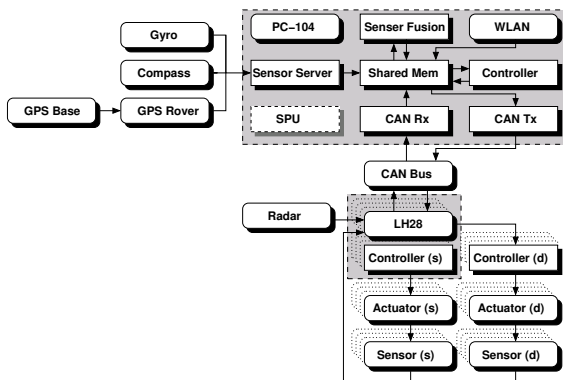 PC-104 Senser Fusion WLAN
Gyro
Compass Sensor Server Shared Mem Controller
GPS Base GPS Rover SPU CAN Rx CAN Tx
CAN Bus
Radar LH28
Controller (s) Controller (d)
Actuator (s) Actuator (d)
Sensor (s) Sensor (d)